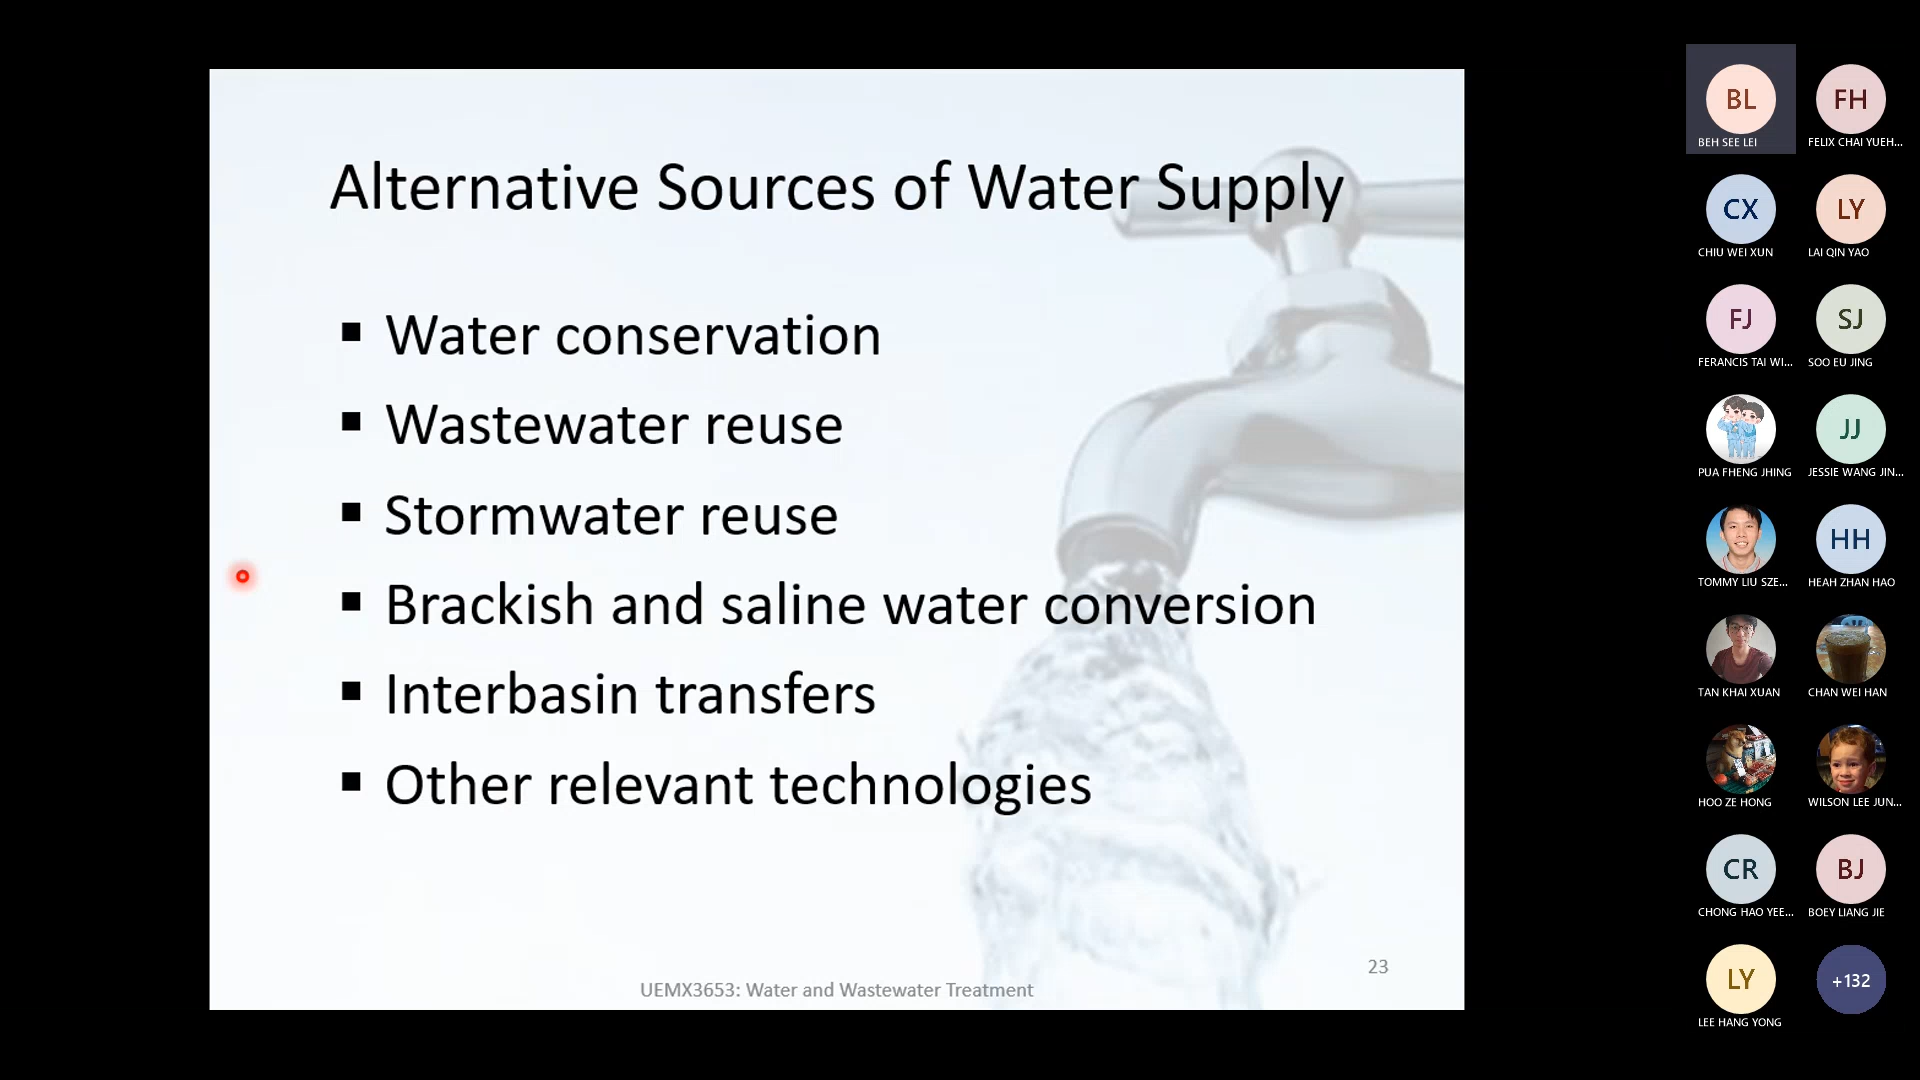 Alternative Sources of Water Supply
▪ Water conservation
▪ Wastewater reuse
▪ Stormwater reuse
▪ Brackish and saline water conversion
▪ Interbasin transfers
▪ Other relevant technologies
23
UEMX3653: Water and Wastewater Treatment
BL
FH
BEH SEE LEI
FELIX CHAI YUEH...
CX
LY
CHIU WEI XUN
LAI QIN YAO
FJ
SJ
FERANCIS TAI WI...
SOO EU JING
JJ
PUA FHENG JHING
JESSIE WANG JIN...
HH
TOMMY LIU SZE...
HEAH ZHAN HAO
TAN KHAI XUAN
CHAN WEI HAN
HOO ZE HONG
WILSON LEE JUN...
CR
BJ
CHONG HAO YEE...
BOEY LIANG JIE
LY
+132
LEE HANG YONG